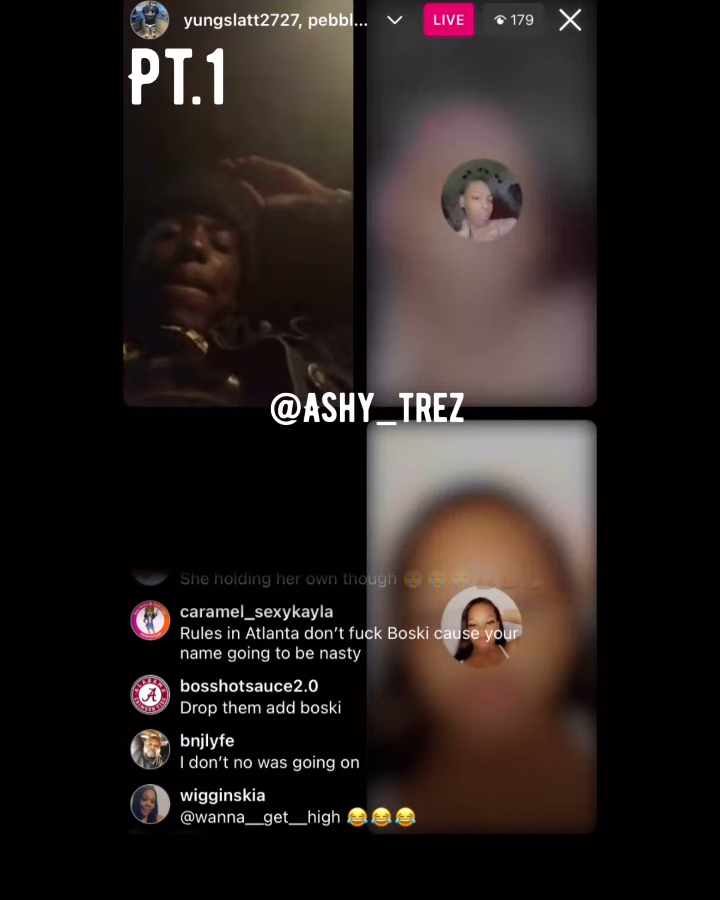 yungslatt2727, pebbl...
LIVE
179
PT.1
@ASHY_TREZ
She holding her own though 😍😍😍
caramel_sexykayla
Rules in Atlanta don't fuck Boski cause your
name going to be nasty
bosshotsauce2.0
Drop them add boski
bnjlyfe
I don't no was going on
wigginskia
@wanna__get__high 😂😂😂